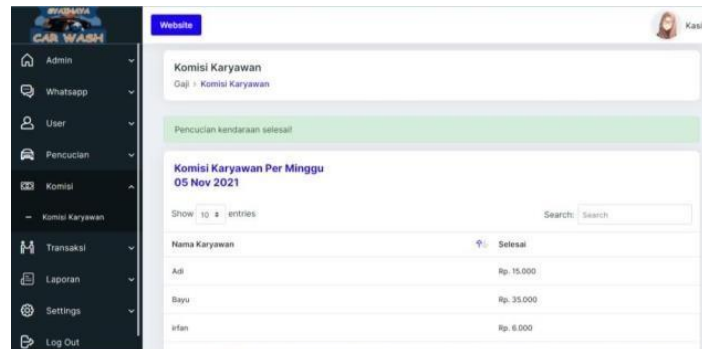 CAR WASH
Website
Kasi
Admin
Whatsapp
User
Pencucian
Komisi
Komisi Karyawan
Transaksi
Laporan
Settings
Log Out
Komisi Karyawan
Gaji > Komisi Karyawan
Pencucian kendaraan selesai!
Komisi Karyawan Per Minggu
05 Nov 2021
Show 10 entries
Search: Search
Nama Karyawan Selesai
Adi Rp. 15.000
Bayu Rp. 35.000
irfan Rp. 6.000